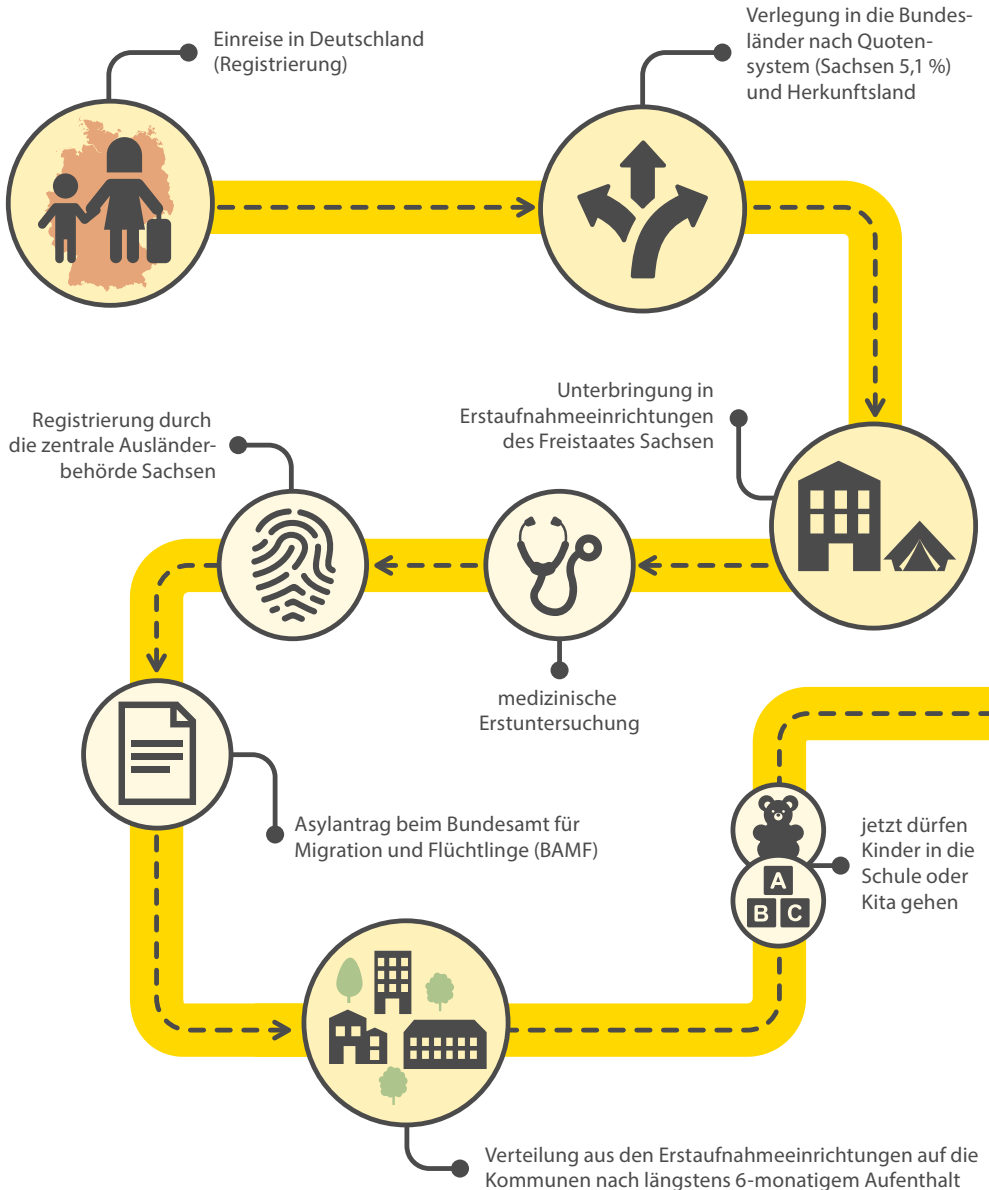 Einreise in Deutschland
(Registrierung)
Verlegung in die Bundes-
länder nach Quoten-
system (Sachsen 5,1 %)
und Herkunftsland
Unterbringung in
Erstaufnahmeeinrichtungen
des Freistaates Sachsen
medizinische
Erstuntersuchung
Registrierung durch
die zentrale Ausländer-
behörde Sachsen
Asylantrag beim Bundesamt für
Migration und Flüchtlinge (BAMF)
Verteilung aus den Erstaufnahmeeinrichtungen auf die
Kommunen nach längstens 6-monatigem Aufenthalt
A
B C
jetzt dürfen
Kinder in die
Schule oder
Kita gehen